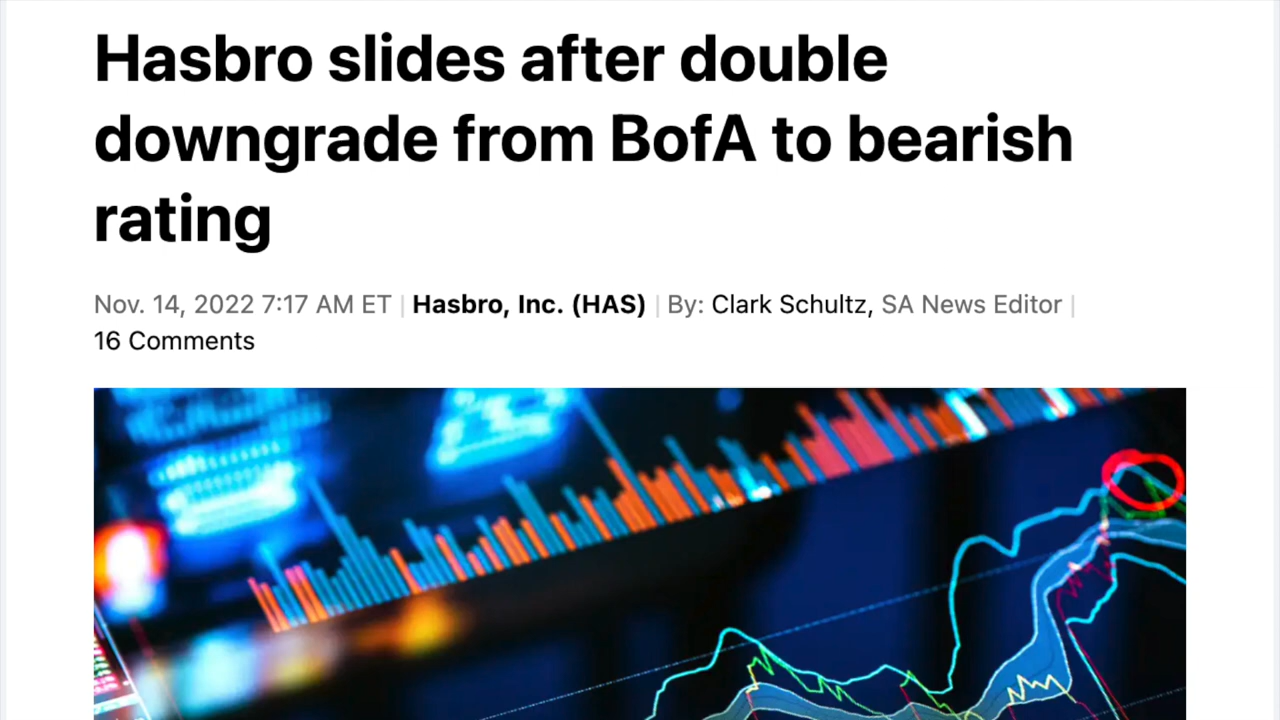 Hasbro slides after double
downgrade from BofA to bearish
rating
Nov. 14, 2022 7:17 AM ET | Hasbro, Inc. (HAS) | By: Clark Schultz, SA News Editor |
16 Comments